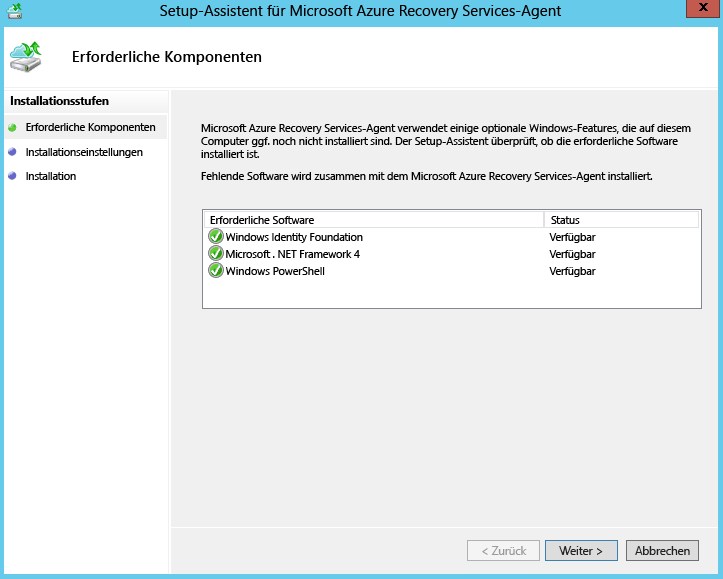 Setup-Assistent für Microsoft Azure Recovery Services-Agent
x
Erforderliche Komponenten
Installationsstufen
Erforderliche Komponenten
Installationseinstellungen
Installation
Microsoft Azure Recovery Services-Agent verwendet einige optionale Windows-Features, die auf diesem
Computer ggf. noch nicht installiert sind. Der Setup-Assistent überprüft, ob die erforderliche Software
installiert ist.
Fehlende Software wird zusammen mit dem Microsoft Azure Recovery Services-Agent installiert.
Erforderliche Software Status
Windows Identity Foundation Verfügbar
Microsoft . NET Framework 4 Verfügbar
Windows PowerShell Verfügbar
< Zurück Weiter > Abbrechen